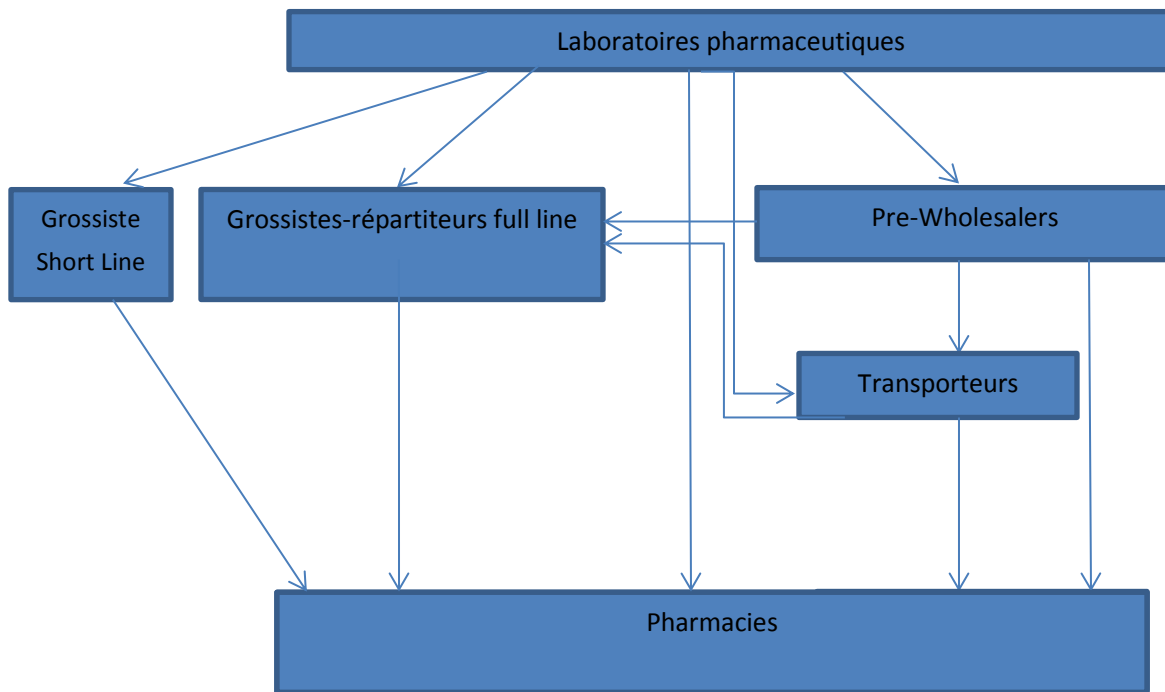 Laboratoires pharmaceutiques
Grossiste
Short Line
Grossistes-répartiteurs full line
Pre-Wholesalers
Transporteurs
Pharmacies